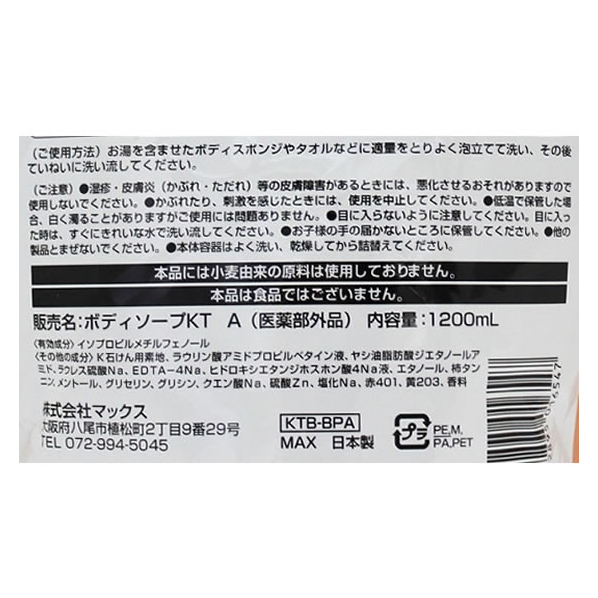 〈ご使用方法〉お湯を含ませたボディスポンジやタオルなどに適量をとりよく泡立てて洗い、その後
ていねいに洗い流してください。
〈ご注意〉●湿疹・皮膚炎(かぶれ・ただれ)等の皮膚障害があるときには、悪化させるおそれがありますので
使用しないでください。●かぶれたり、刺激を感じたときには、使用を中止してください。●低温で保管した場
合、白く濁ることがありますがご使用には問題ありません。●目に入らないように注意してください。目に入っ
た時は、すぐにきれいな水で洗い流してください。●お子様の手の届かないところに保管してください。●他の
製品とまぜないでください。●本体容器はよく洗い、乾燥してから詰替えてください。
本品には小麦由来の原料は使用しておりません。
本品は食品ではございません。
販売名:ボディソープKT A(医薬部外品) 内容量:1200mL
〈有効成分〉イソプロピルメチルフェノール
〈その他の成分〉K石けん用素地、ラウリン酸アミドプロピルベタイン液、ヤシ油脂肪酸ジエタノールア
ミド、ラウレス硫酸Na、EDTA-4Na、ヒドロキシエタンジホスホン酸4Na液、エタノール、柿タン
ニン、メントール、グリセリン、グリシン、クエン酸Na、硫酸Zn、塩化Na、赤401、黄203、香料
株式会社マックス
大阪府八尾市植松町2丁目9番29号
TEL 072-994-5045
KTB-BPA
MAX 日本製
プラ
PE,M,
PA,PET